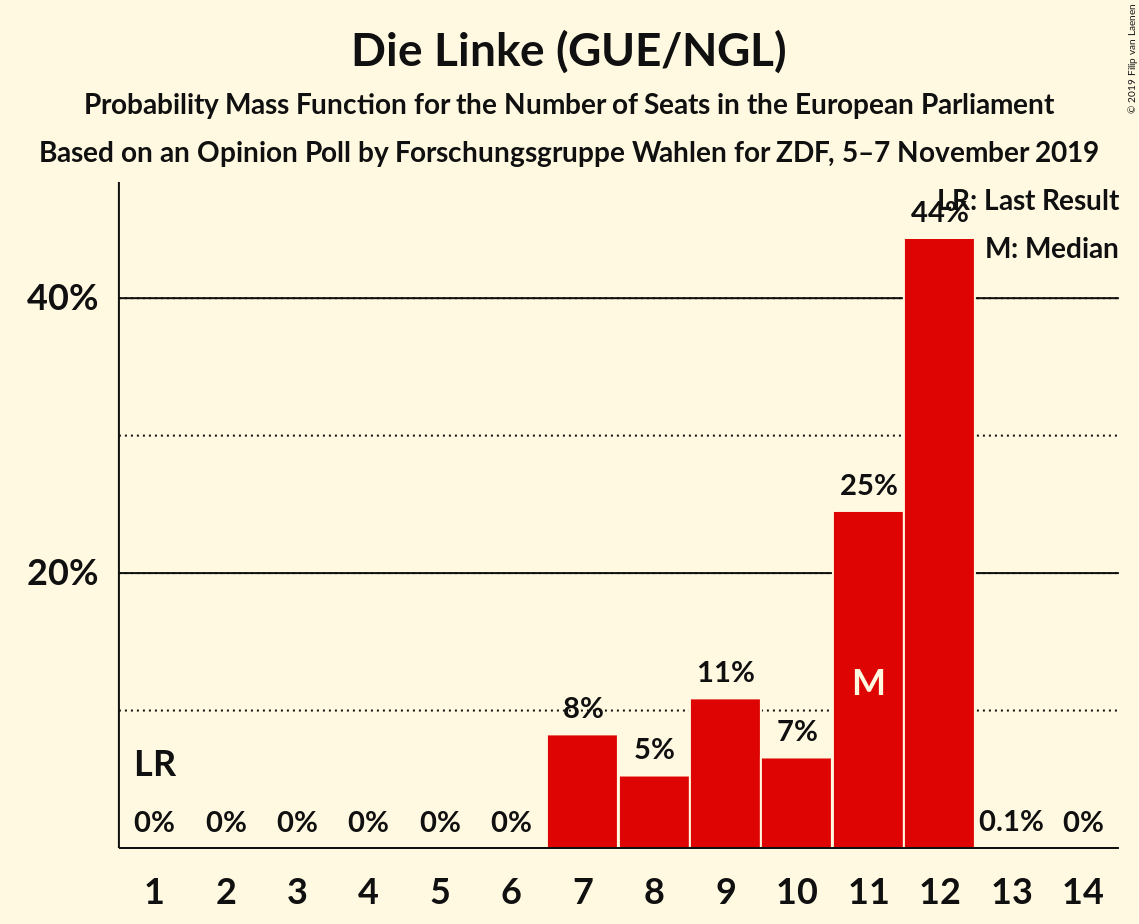 Die Linke (GUE/NGL)
Probability Mass Function for the Number of Seats in the European Parliament
Based on an Opinion Poll by Forschungsgruppe Wahlen for ZDF, 5–7 November 2019
© 2019 Filip van Laenen
LR: Last Result
M: Median
44%
40%
25%
20%
11%
M
8%
7%
5%
LR
0% 0% 0% 0% 0% 0% 0.1% 0%
1 2 3 4 5 6 7 8 9 10 11 12 13 14